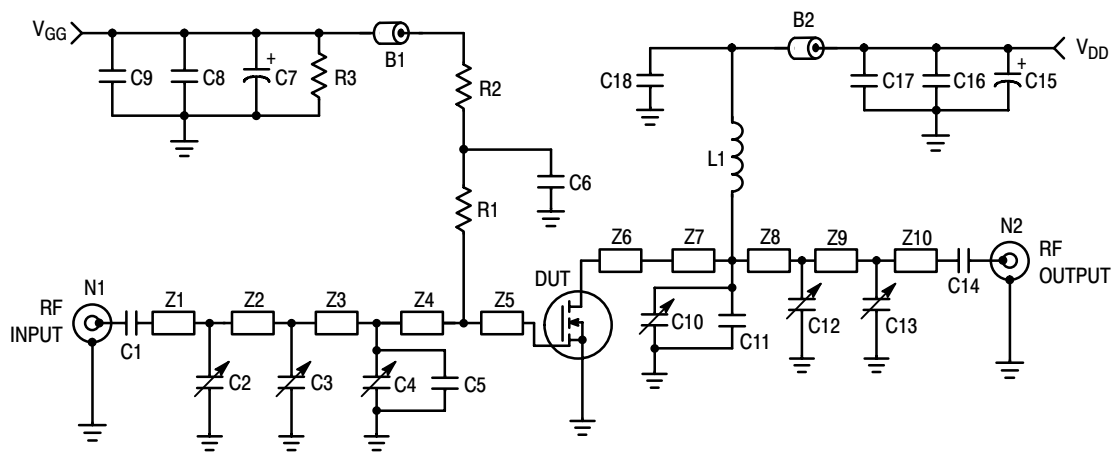 VGG
B1
C9
C8
+
C7
R3
R2
C6
R1
B2
VDD
C18
C17
C16
+
C15
L1
N1
RF
INPUT
C1
Z1
Z2
Z3
Z4
Z5
C2
C3
C4
C5
DUT
Z6
Z7
Z8
Z9
Z10
C10
C11
C12
C13
C14
N2
RF
OUTPUT